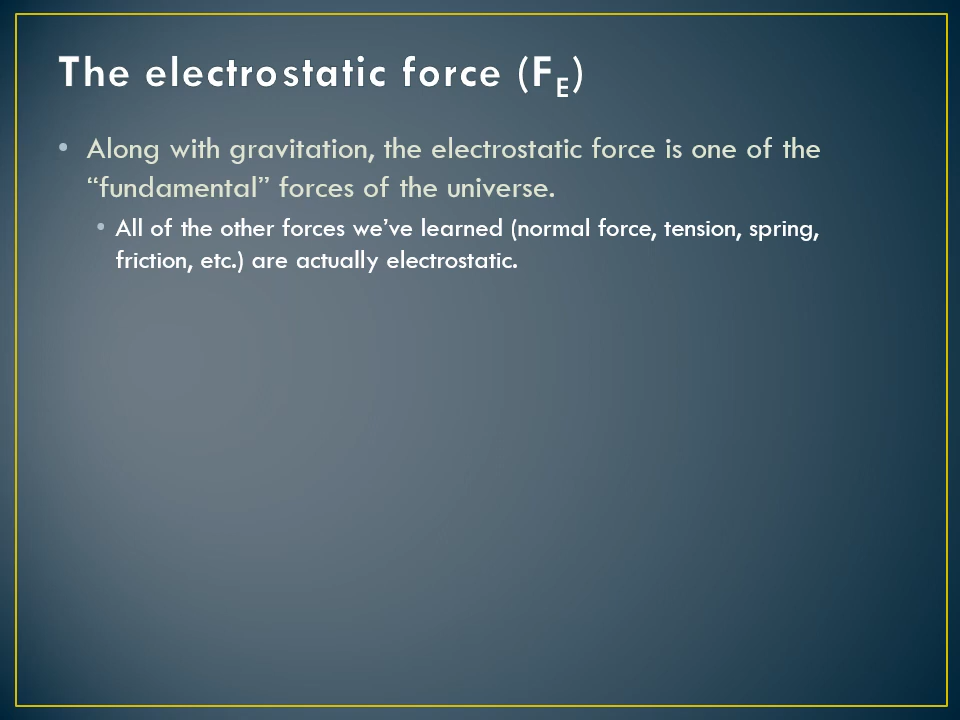 The electrostatic force (FE)
• Along with gravitation, the electrostatic force is one of the
“fundamental” forces of the universe.
• All of the other forces we’ve learned (normal force, tension, spring,
friction, etc.) are actually electrostatic.